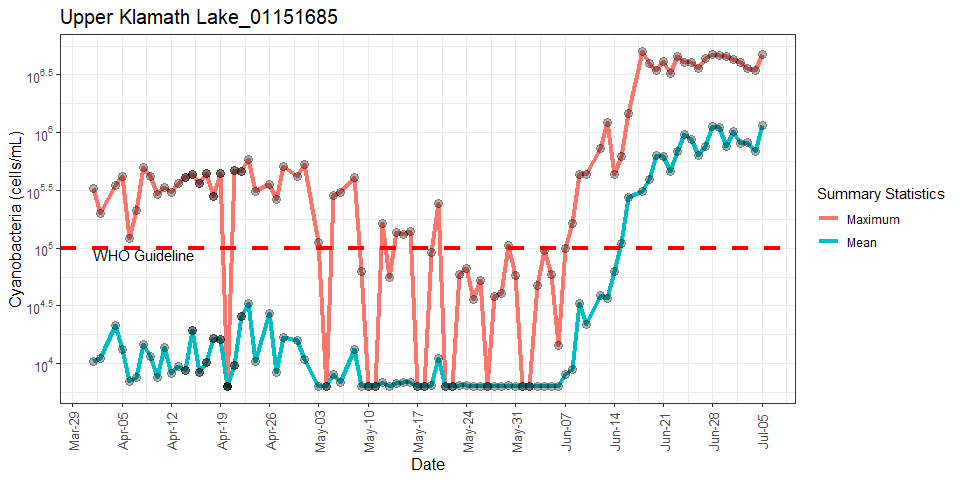 Upper Klamath Lake_01151685
Cyanobacteria (cells/mL)
10^6.5
10^6
10^5.5
10^5
10^4.5
10^4
WHO Guideline
Mar-29
Apr-05
Apr-12
Apr-19
Apr-26
May-03
May-10
May-17
May-24
May-31
Jun-07
Jun-14
Jun-21
Jun-28
Jul-05
Date
Summary Statistics
Maximum
Mean